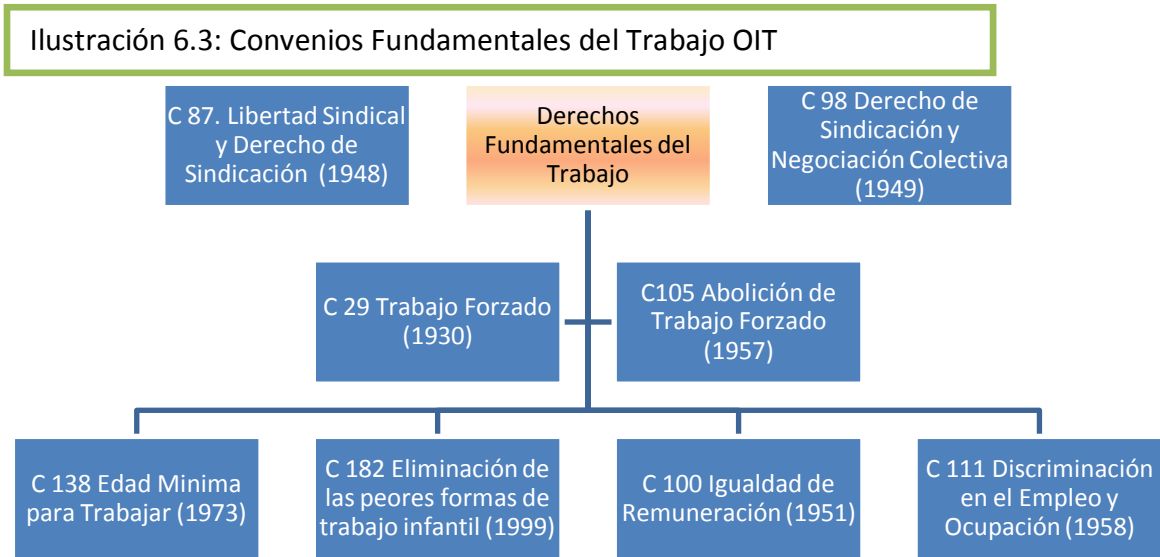 Ilustración 6.3: Convenios Fundamentales del Trabajo OIT
C 87. Libertad Sindical
y Derecho de
Sindicación (1948)
Derechos
Fundamentales del
Trabajo
C 98 Derecho de
Sindicación y
Negociación Colectiva
(1949)
C 29 Trabajo Forzado
(1930)
C105 Abolición de
Trabajo Forzado
(1957)
C 138 Edad Minima
para Trabajar (1973)
C 182 Eliminación de
las peores formas de
trabajo infantil (1999)
C 100 Igualdad de
Remuneración (1951)
C 111 Discriminación
en el Empleo y
Ocupación (1958)